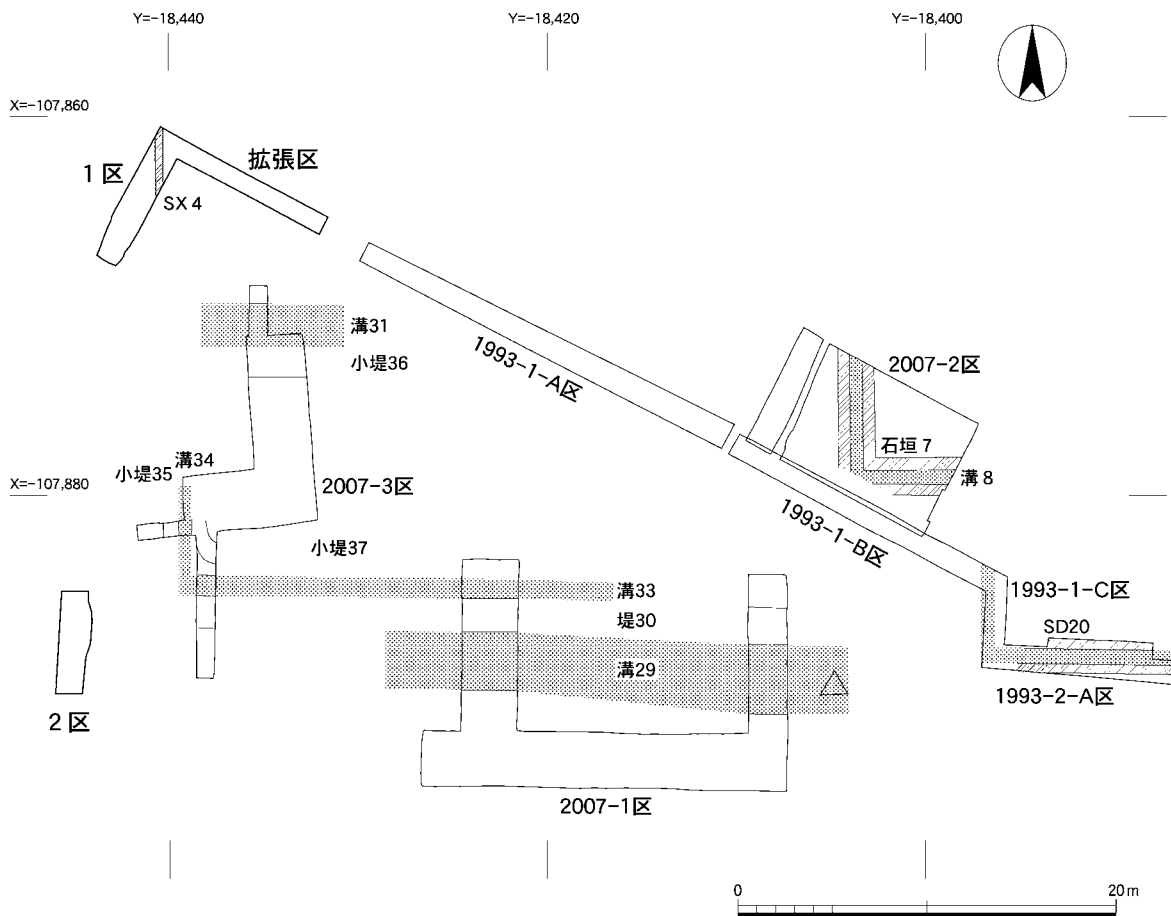 Y=−18,440
Y=−18,420
Y=−18,400
X=−107,860
1区
拡張区
SX4
溝31
小堤36
1993-1-A区
2007-2区
石垣7
溝8
溝34
小堤35
X=−107,880
2007-3区
1993-1-B区
小堤37
溝33
1993-1-C区
堤30
SD20
溝29
1993-2-A区
2区
2007-1区
0
20m